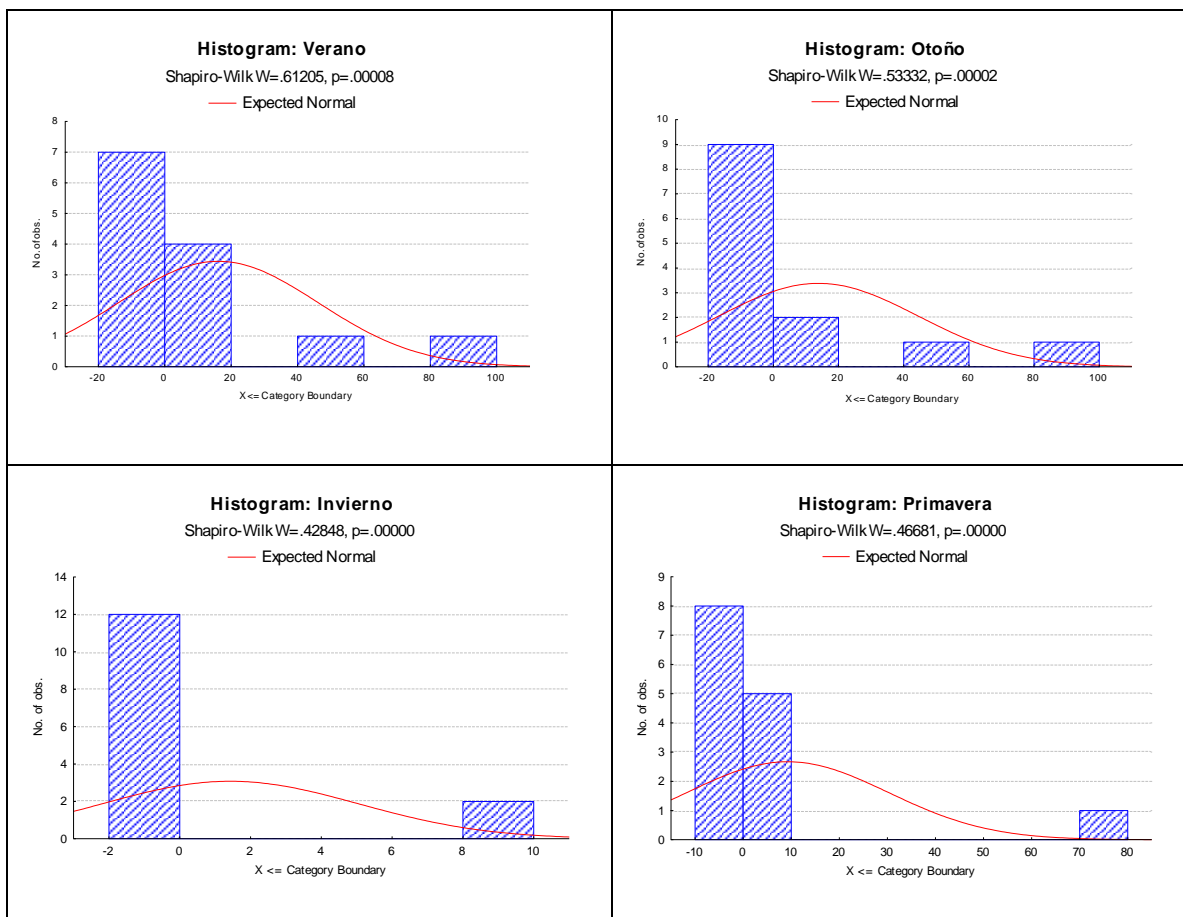 Histogram: Verano
Shapiro-Wilk W=.61205, p=.00008
Expected Normal
8
7
6
5
4
3
2
1
0
No. of obs.
-20 0 20 40 60 80 100
X <= Category Boundary
Histogram: Otoño
Shapiro-Wilk W=.53332, p=.00002
Expected Normal
10
9
8
7
6
5
4
3
2
1
0
No. of obs.
-20 0 20 40 60 80 100
X <= Category Boundary
Histogram: Invierno
Shapiro-Wilk W=.42848, p=.00000
Expected Normal
14
12
10
8
6
4
2
0
No. of obs.
-2 0 2 4 6 8 10
X <= Category Boundary
Histogram: Primavera
Shapiro-Wilk W=.46681, p=.00000
Expected Normal
9
8
7
6
5
4
3
2
1
0
No. of obs.
-10 0 10 20 30 40 50 60 70 80
X <= Category Boundary